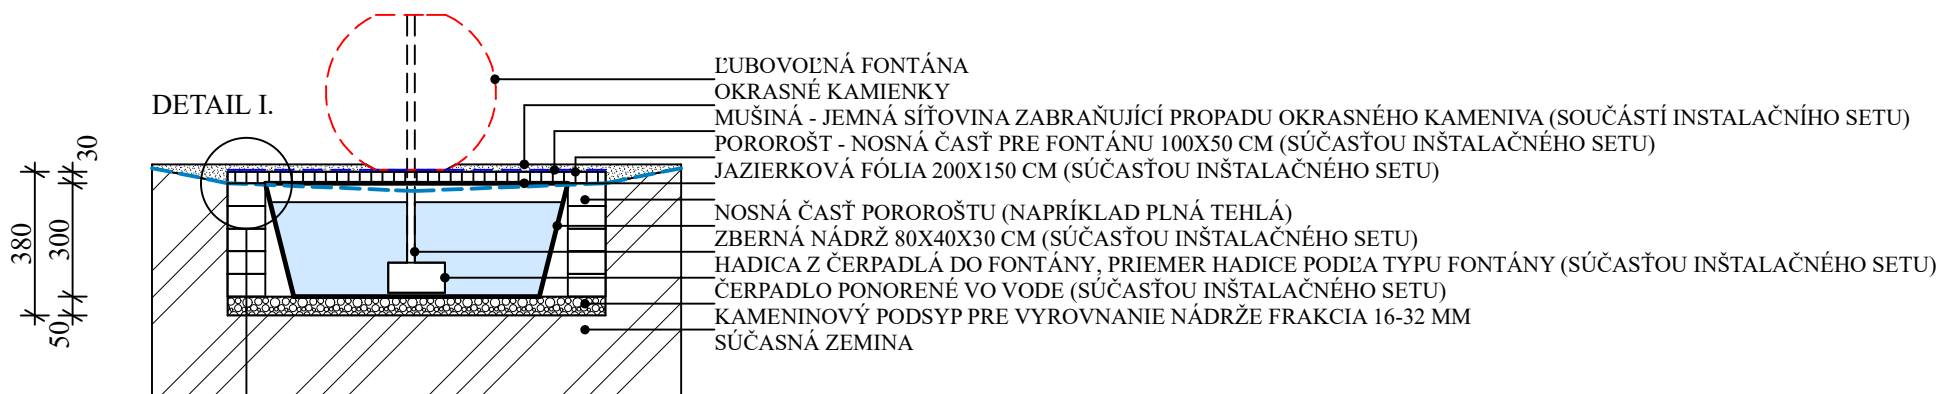 ĽUBOVOĽNÁ FONTÁNA
OKRASNÉ KAMIENKY
DETAIL I.
MUŠINÁ - JEMNÁ SÍŤOVINA ZABRAŇUJÍCÍ PROPADU OKRASNÉHO KAMENIVA (SOUČÁSTÍ INSTALAČNÍHO SETU)
POROROŠT - NOSNÁ ČASŤ PRE FONTÁNU 100X50 CM (SÚČASŤOU INŠTALAČNÉHO SETU)
JAZIERKOVÁ FÓLIA 200X150 CM (SÚČASŤOU INŠTALAČNÉHO SETU)
NOSNÁ ČASŤ POROROŠTU (NAPRÍKLAD PLNÁ TEHLÁ)
ZBERNÁ NÁDRŽ 80X40X30 CM (SÚČASŤOU INŠTALAČNÉHO SETU)
HADICA Z ČERPADLÁ DO FONTÁNY, PRIEMER HADICE PODĽA TYPU FONTÁNY (SÚČASŤOU INŠTALAČNÉHO SETU)
ČERPADLO PONORENÉ VO VODE (SÚČASŤOU INŠTALAČNÉHO SETU)
KAMENINOVÝ PODSYP PRE VYROVNANIE NÁDRŽE FRAKCIA 16-32 MM
SÚČASNÁ ZEMINA
30
380
300
50